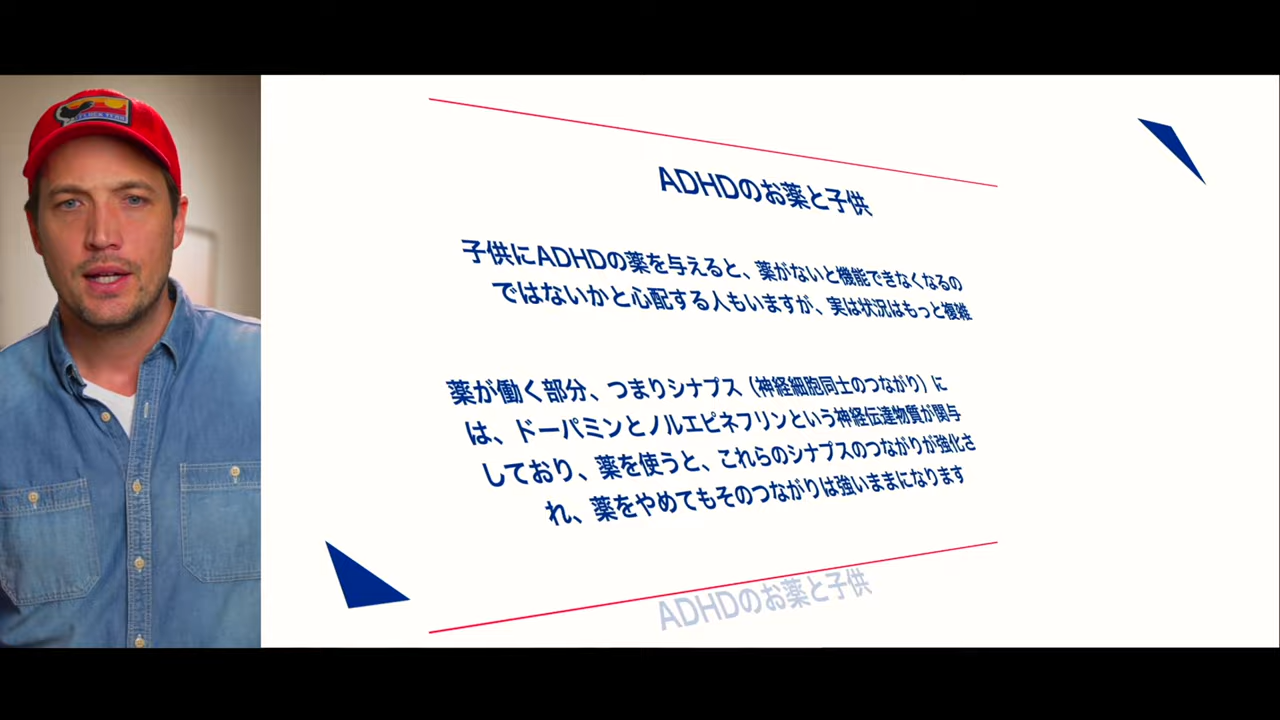 ADHDのお薬と子供
子供にADHDの薬を与えると、薬がないと機能できなくなるの
ではないかと心配する人もいますが、実は状況はもっと複雑
薬が働く部分、つまりシナプス（神経細胞同士のつながり）に
は、ドーパミンとノルエピネフリンという神経伝達物質が関与
しており、薬を使うと、これらのシナプスのつながりが強化さ
れ、薬をやめてもそのつながりは強いままになります
ADHDのお薬と子供